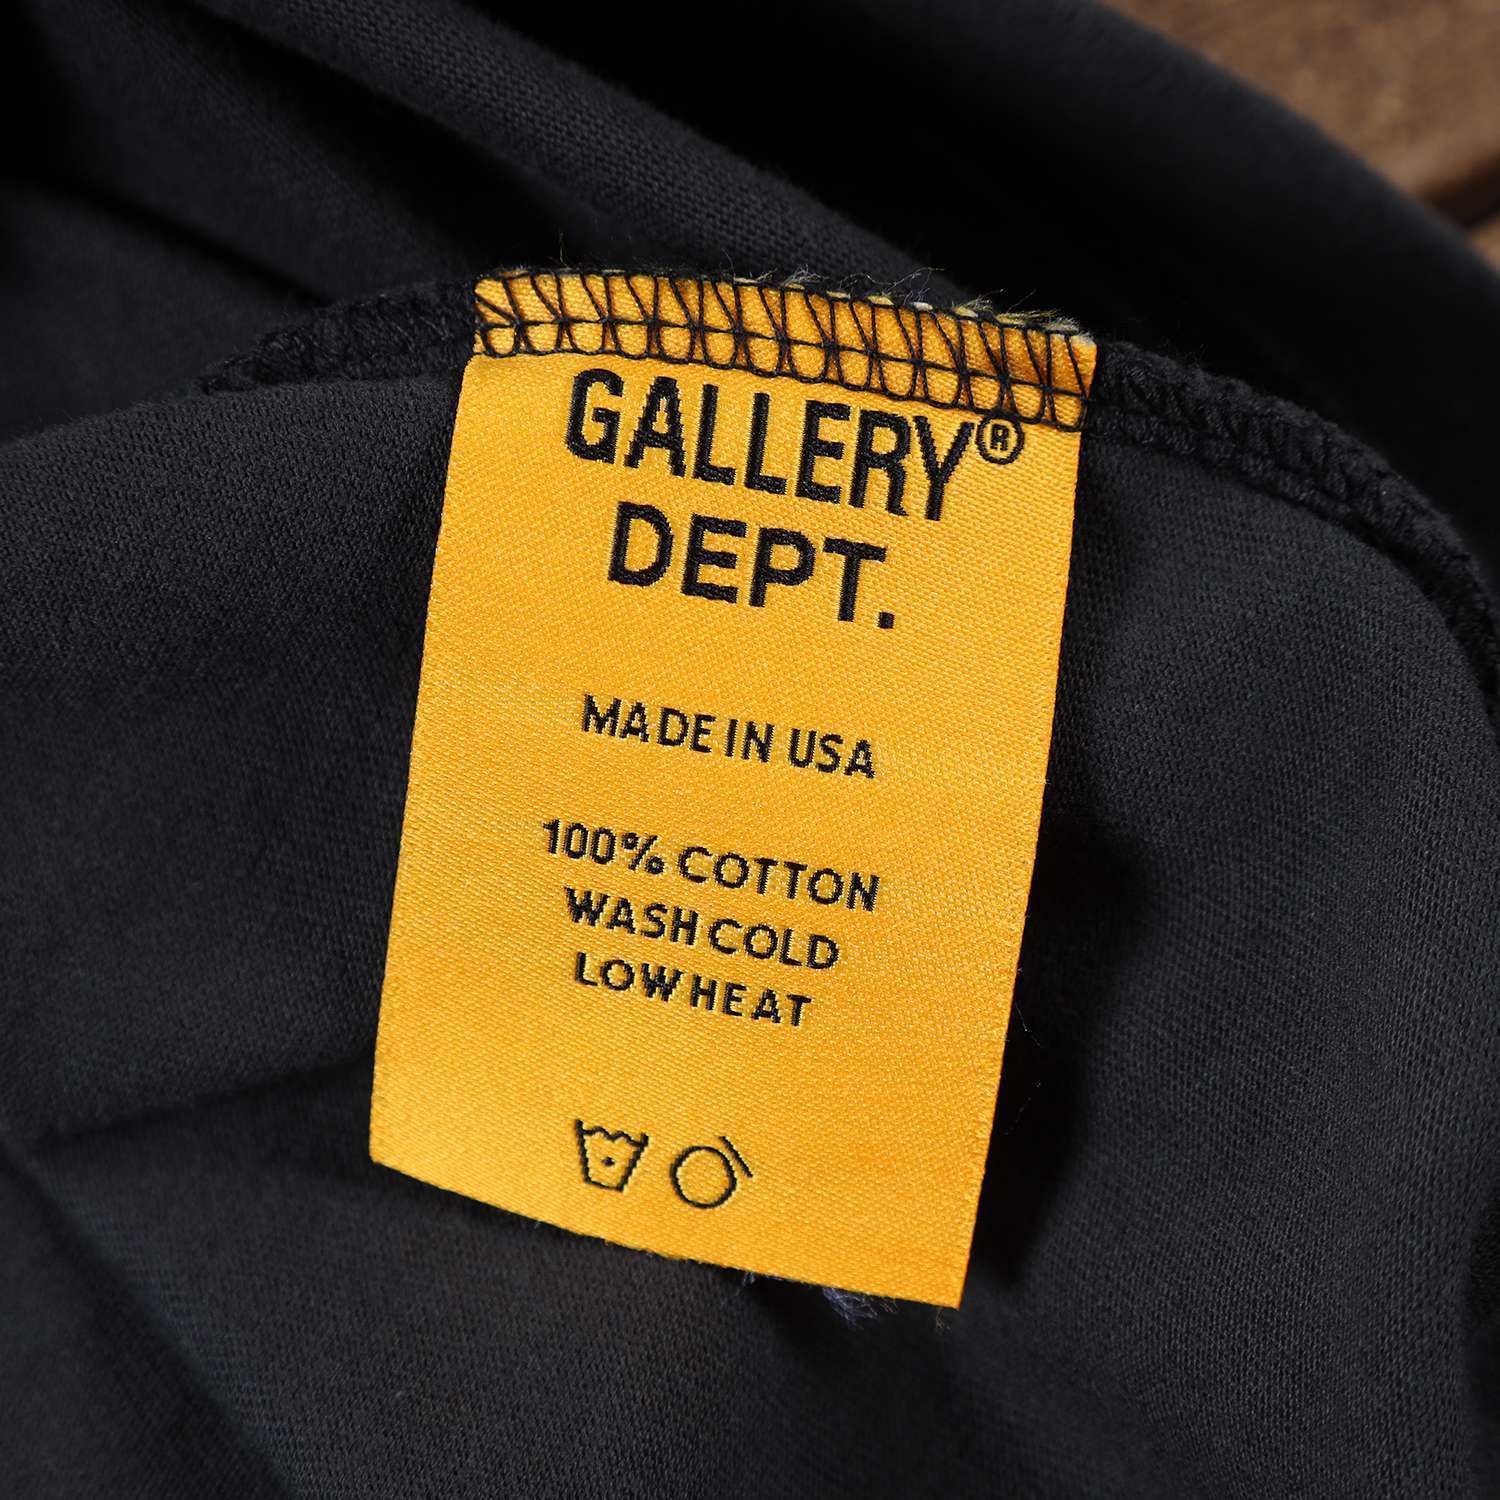 GALLERY®
DEPT.
MADE IN USA
100% COTTON
WASH COLD
LOW HEAT